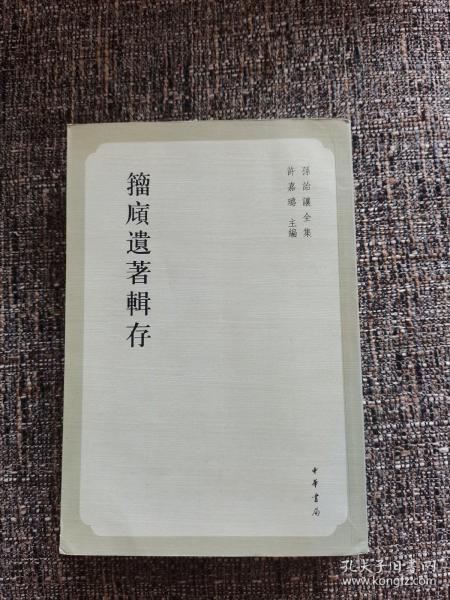 孫詒讓全集
許嘉璐 主編
籀廎遺著輯存
中華書局
孔夫子旧书网
www.kongfz.com